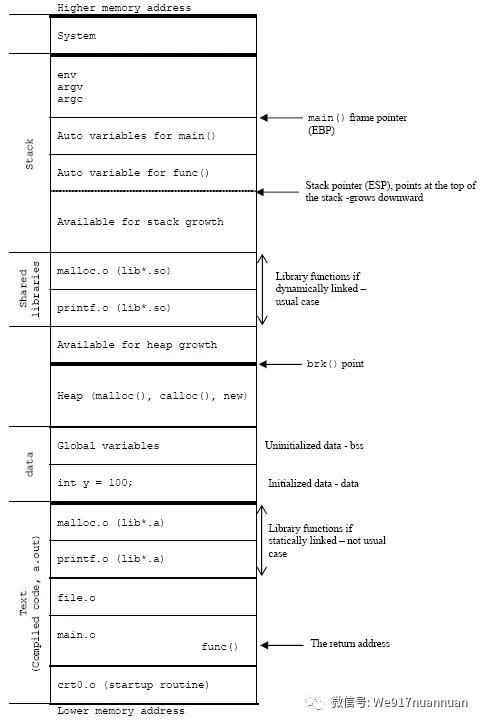 Higher memory address
System
Stack
env
argv
argc
main() frame pointer
(EBP)
Auto variables for main()
Auto variable for func()
Stack pointer (ESP), points at the top of
the stack -grows downward
Available for stack growth
Shared
libraries
malloc.o (lib*.so)
printf.o (lib*.so)
Library functions if
dynamically linked –
usual case
Available for heap growth
brk() point
Heap (malloc(), calloc(), new)
data
Global variables
Uninitialized data - bss
int y = 100;
Initialized data - data
Text
(Compiled code, a.out)
malloc.o (lib*.a)
printf.o (lib*.a)
Library functions if
statically linked – not usual
case
file.o
main.o
func()
The return address
crt0.o (startup routine)
微信号: We917nuannuan
Lower memory address